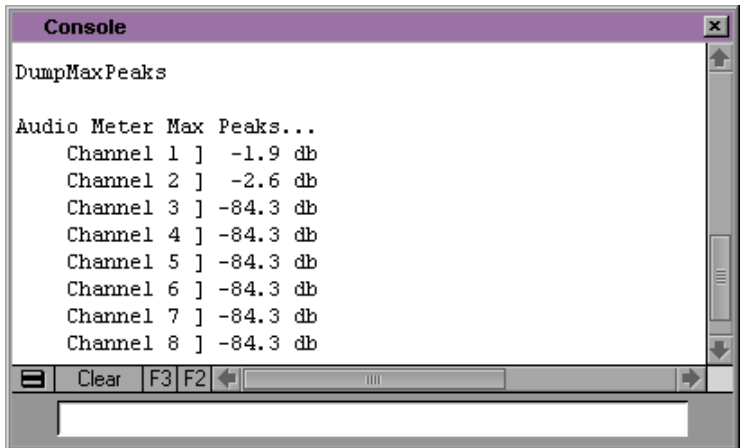 Console
DumpMaxPeaks
Audio Meter Max Peaks...
Channel 1 ] -1.9 db
Channel 2 ] -2.6 db
Channel 3 ] -84.3 db
Channel 4 ] -84.3 db
Channel 5 ] -84.3 db
Channel 6 ] -84.3 db
Channel 7 ] -84.3 db
Channel 8 ] -84.3 db
Clear F3 F2